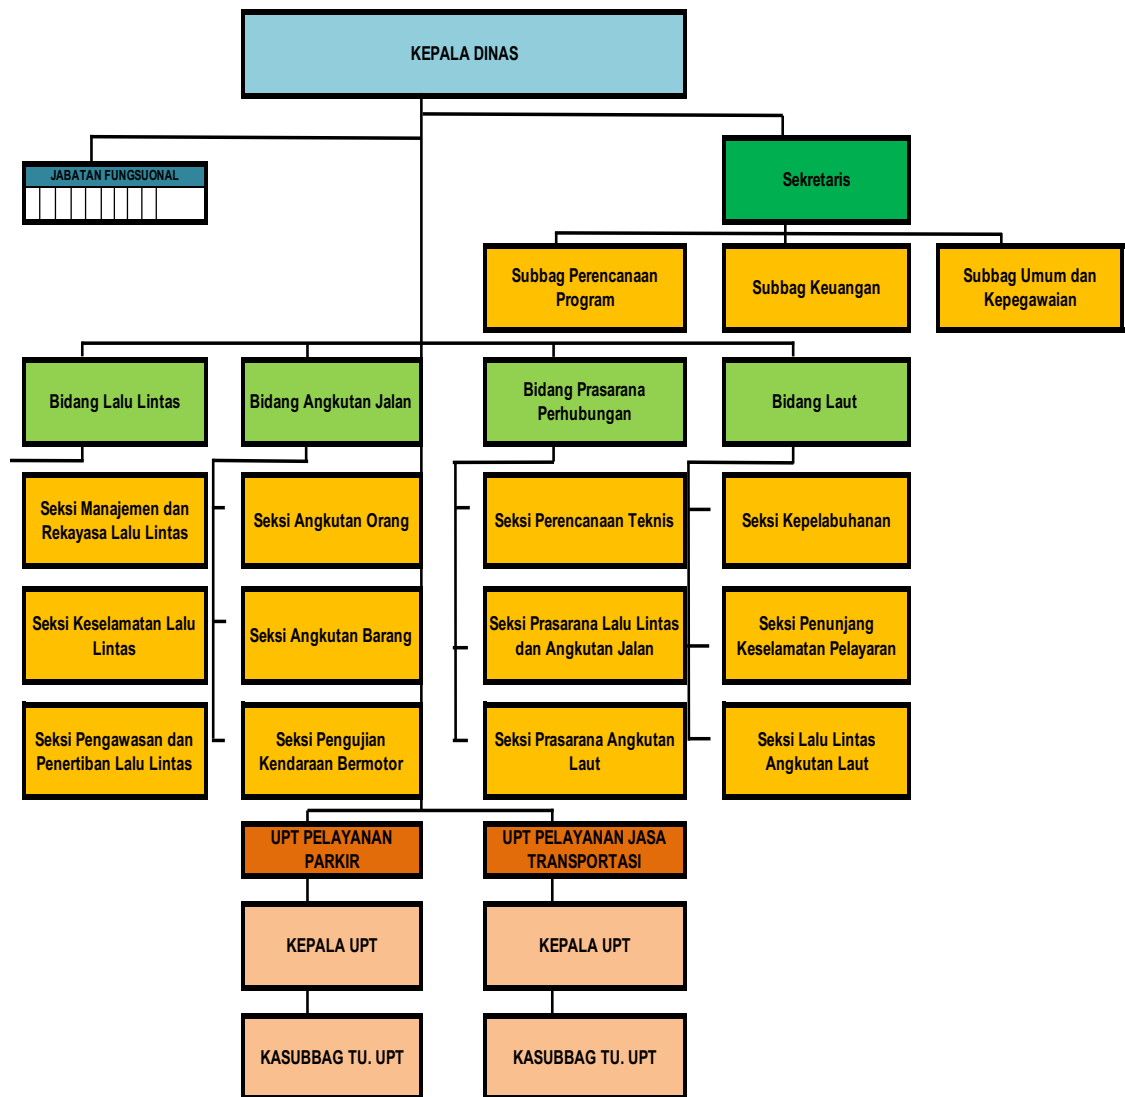 KEPALA DINAS
JABATAN FUNGSUONAL
Sekretaris
Subbag Perencanaan
Program
Subbag Keuangan
Subbag Umum dan
Kepegawaian
Bidang Lalu Lintas
Bidang Angkutan Jalan
Bidang Prasarana
Perhubungan
Bidang Laut
Seksi Manajemen dan
Rekayasa Lalu Lintas
Seksi Angkutan Orang
Seksi Perencanaan Teknis
Seksi Kepelabuhanan
Seksi Keselamatan Lalu
Lintas
Seksi Angkutan Barang
Seksi Prasarana Lalu Lintas
dan Angkutan Jalan
Seksi Penunjang
Keselamatan Pelayaran
Seksi Pengawasan dan
Penertiban Lalu Lintas
Seksi Pengujian
Kendaraan Bermotor
Seksi Prasarana Angkutan
Laut
Seksi Lalu Lintas
Angkutan Laut
UPT PELAYANAN
PARKIR
UPT PELAYANAN JASA
TRANSPORTASI
KEPALA UPT
KEPALA UPT
KASUBBAG TU. UPT
KASUBBAG TU. UPT